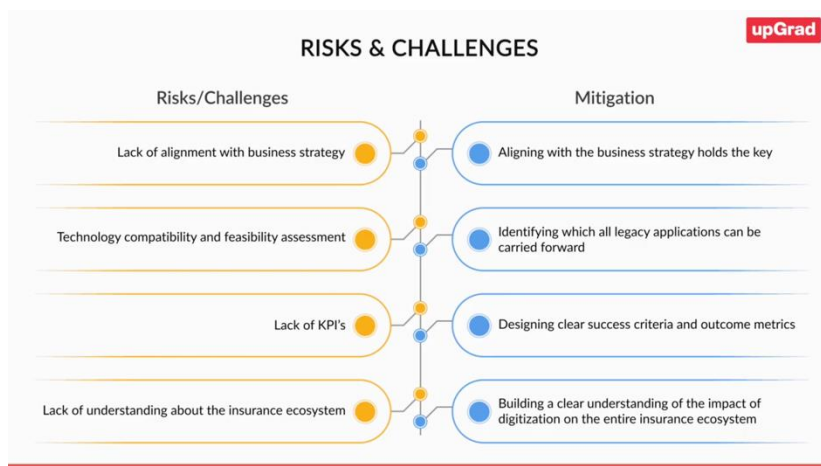 upGrad
RISKS & CHALLENGES
Risks/Challenges
Mitigation
Lack of alignment with business strategy
Aligning with the business strategy holds the key
Technology compatibility and feasibility assessment
Identifying which all legacy applications can be
carried forward
Lack of KPI's
Designing clear success criteria and outcome metrics
Lack of understanding about the insurance ecosystem
Building a clear understanding of the impact of
digitization on the entire insurance ecosystem